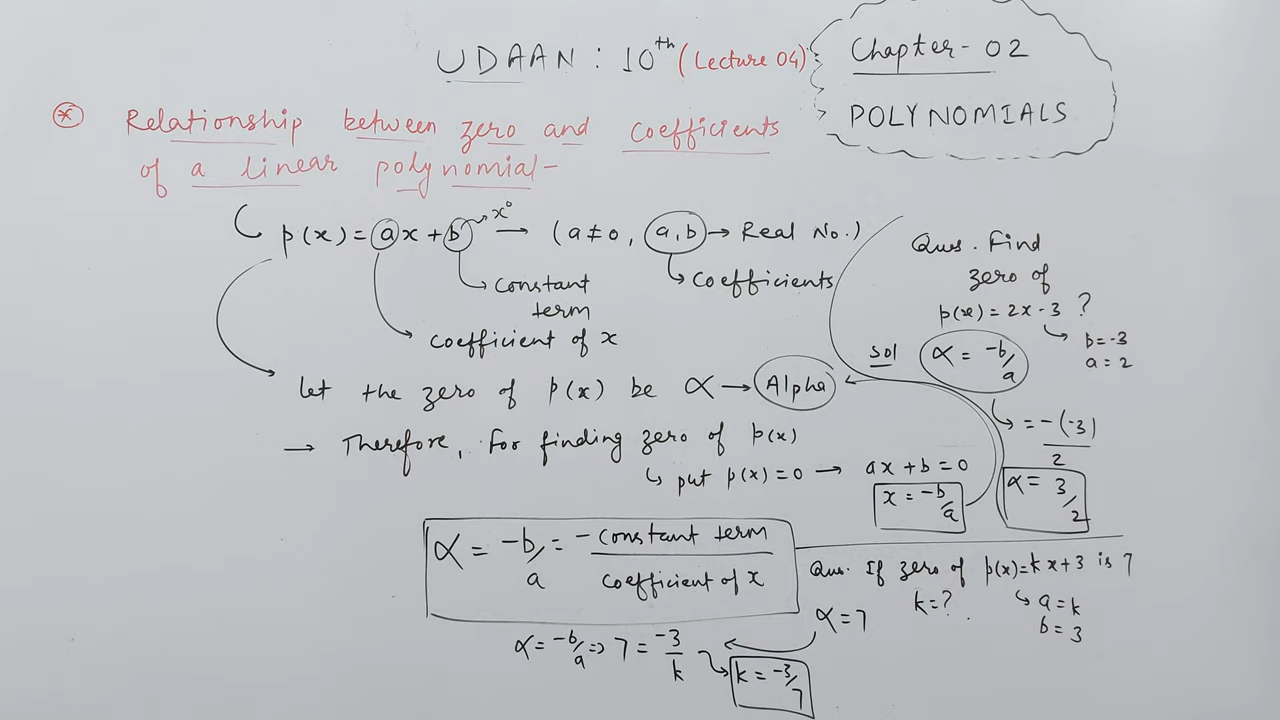 UDAAN : 10th (Lecture 04)
Chapter - 02
POLYNOMIALS
* Relationship between zero and coefficients
of a linear polynomial -
p(x) = ax + b x⁰ → (a ≠ 0, a, b → Real No.)
constant
term
coefficients
coefficient of x
let the zero of p(x) be α → Alpha
→ Therefore, For finding zero of p(x)
↳ put p(x) = 0 → ax + b = 0
x = -b/a
α = -b/a = - constant term / coefficient of x
Ques. Find
zero of
p(x) = 2x - 3 ?
b = -3
a = 2
Sol α = -b/a
= -(-3)/2
α = 3/2
Ques. If zero of p(x) = kx + 3 is 7
k = ? ↳ a = k
b = 3
α = 7
α = -b/a ⇒ 7 = -3/k
k = -3/7